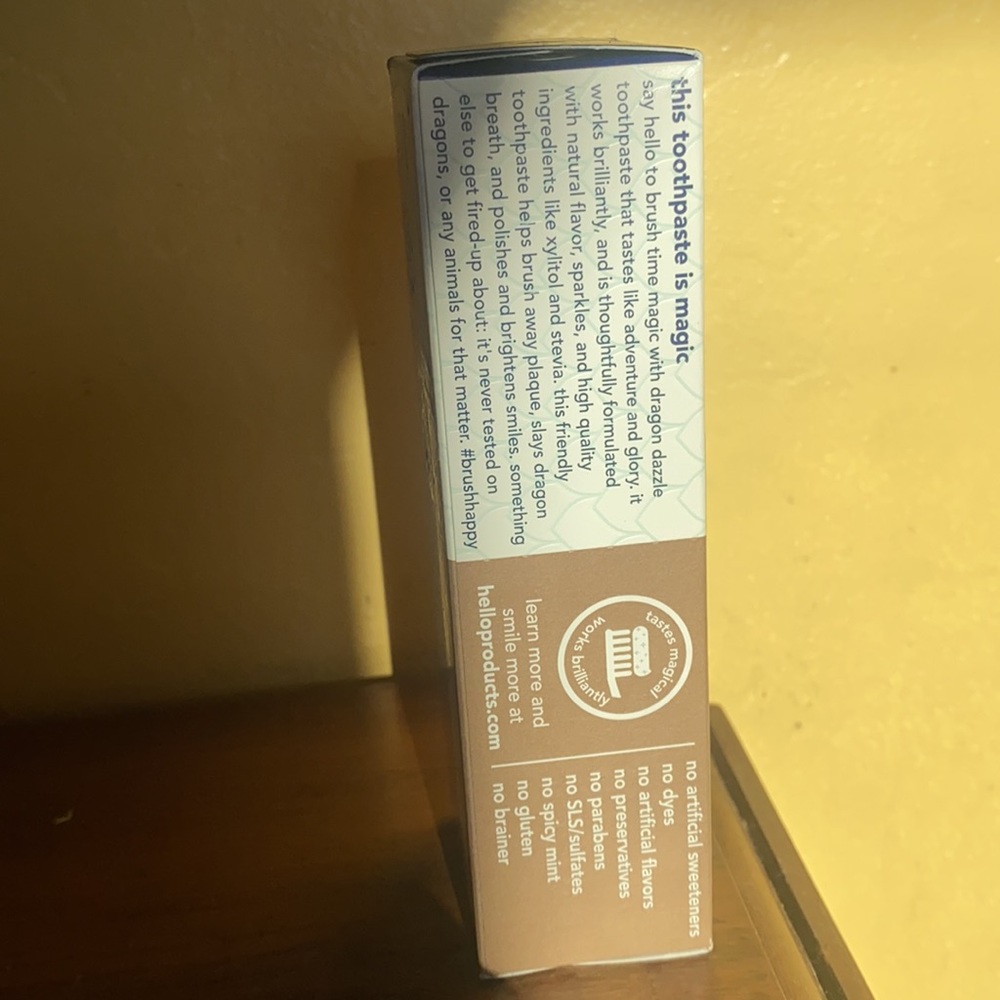 this toothpaste is magic
say hello to brush time magic with dragon dazzle
toothpaste that tastes like adventure and glory. it
works brilliantly, and is thoughtfully formulated
with natural flavor, sparkles, and high quality
ingredients like xylitol and stevia. this friendly
toothpaste helps brush away plaque, slays dragon
breath, and polishes and brightens smiles. something
else to get fired-up about: it's never tested on
dragons, or any animals for that matter. #brushhappy
tastes magical
works brilliantly
learn more and
smile more at
helloproducts.com
no artificial sweeteners
no dyes
no artificial flavors
no preservatives
no parabens
no SLS/sulfates
no spicy mint
no gluten
no brainer